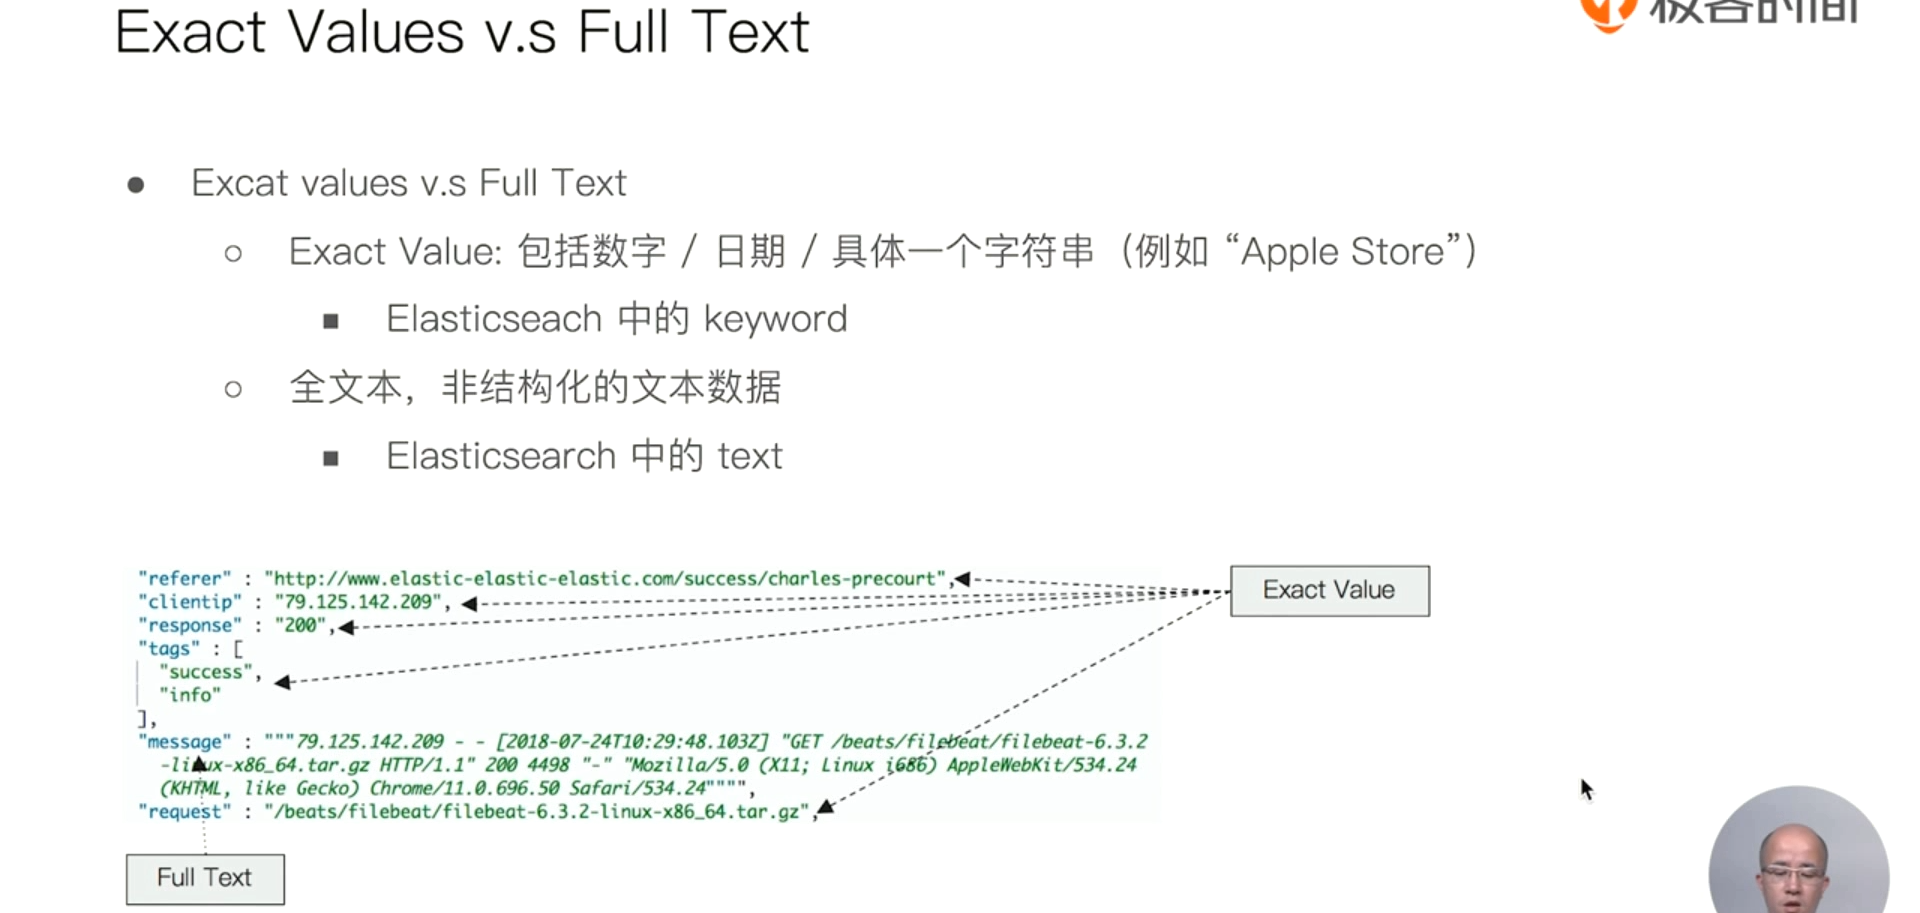 Exact Values v.s Full Text
极客时间
Excat values v.s Full Text
Exact Value: 包括数字 / 日期 / 具体一个字符串（例如 “Apple Store”）
Elasticseach 中的 keyword
全文本，非结构化的文本数据
Elasticsearch 中的 text
"referer" : "http://www.elastic-elastic-elastic.com/success/charles-precourt",
"clientip" : "79.125.142.209",
"response" : "200",
"tags" : [
"success",
"info"
],
"message" : """79.125.142.209 - - [2018-07-24T10:29:48.103Z] "GET /beats/filebeat/filebeat-6.3.2
-linux-x86_64.tar.gz HTTP/1.1" 200 4498 "-" "Mozilla/5.0 (X11; Linux i686) AppleWebKit/534.24
(KHTML, like Gecko) Chrome/11.0.696.50 Safari/534.24"""",
"request" : "/beats/filebeat/filebeat-6.3.2-linux-x86_64.tar.gz",
Exact Value
Full Text